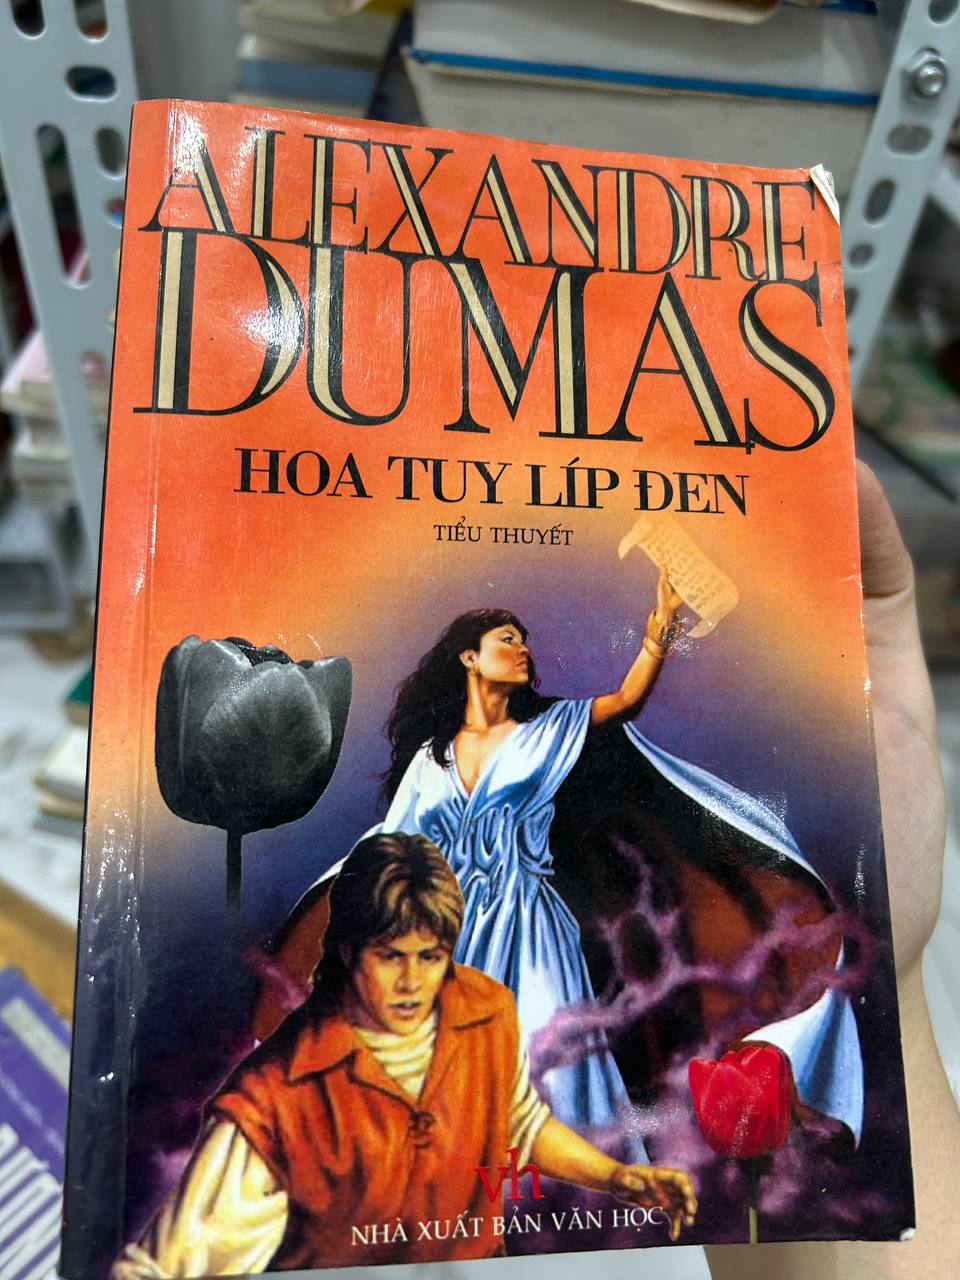 ALEXANDRE
DUMAS
HOA TUY LÍP ĐEN
TIỂU THUYẾT
vh
NHÀ XUẤT BẢN VĂN HỌC